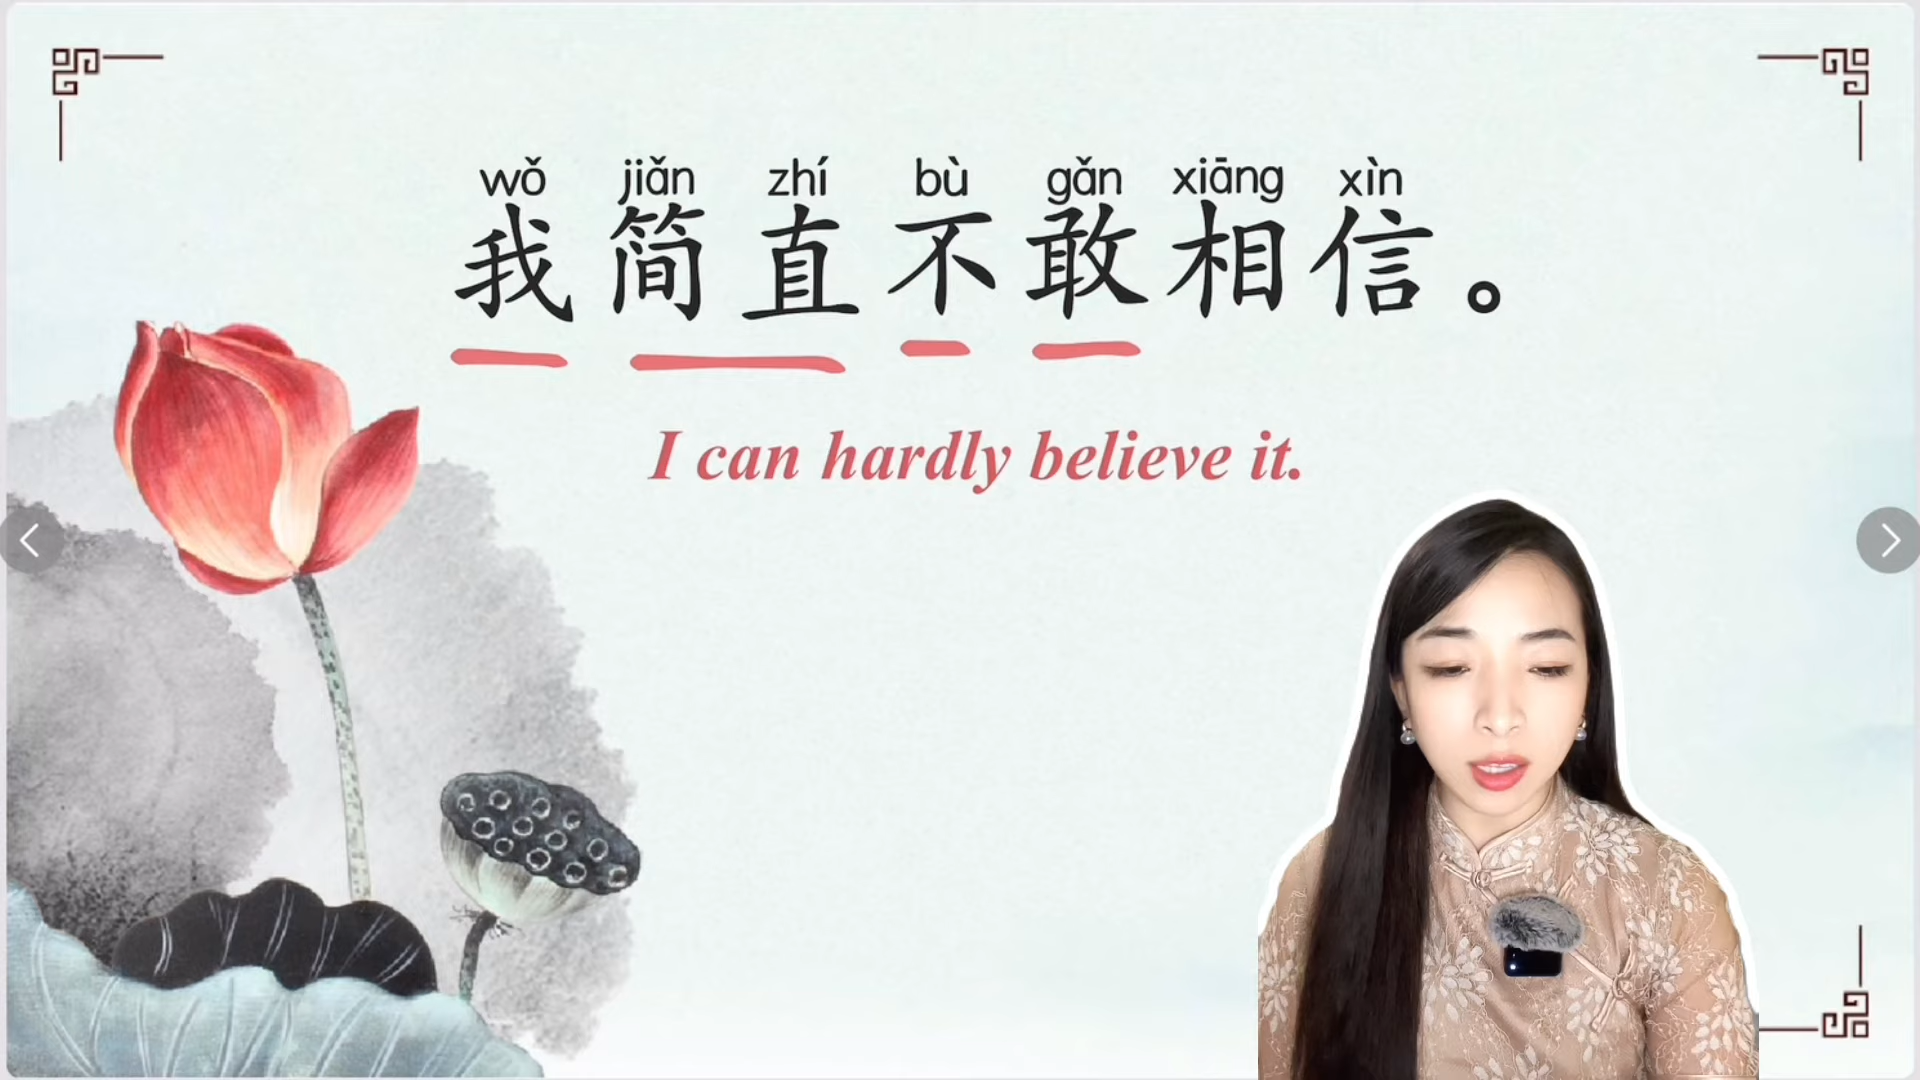 wǒ jiǎn zhí bù gǎn xiāng xìn
我简直不敢相信。
I can hardly believe it.